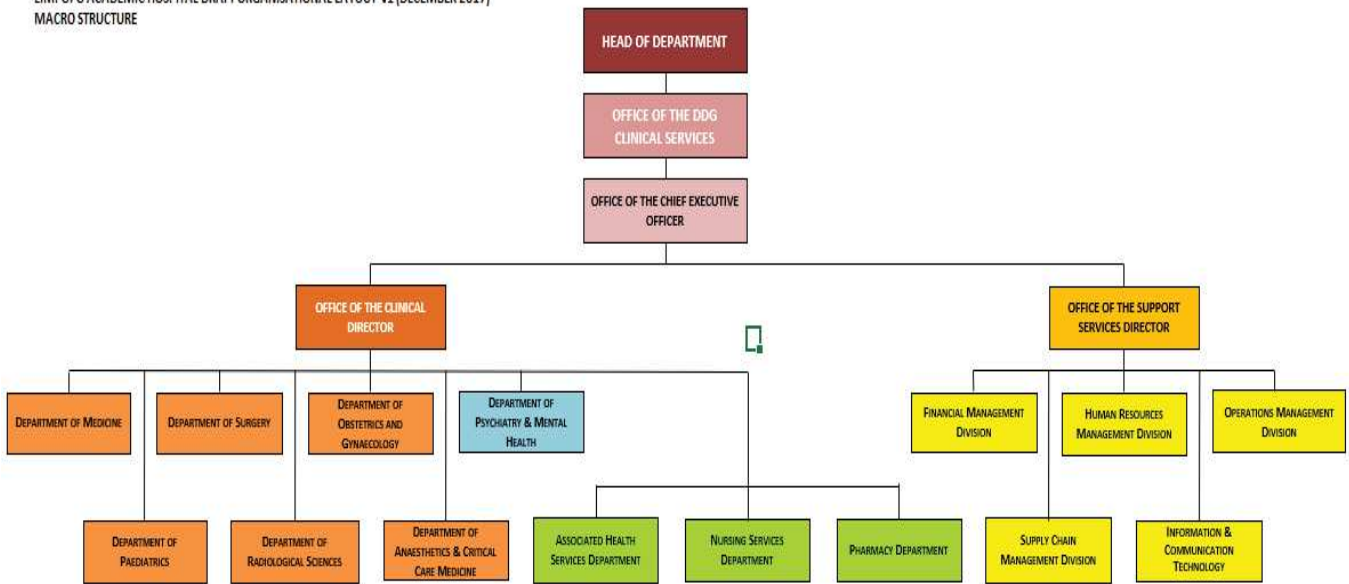 MACRO STRUCTURE
HEAD OF DEPARTMENT
OFFICE OF THE DDG
CLINICAL SERVICES
OFFICE OF THE CHIEF EXECUTIVE
OFFICER
OFFICE OF THE CLINICAL
DIRECTOR
OFFICE OF THE SUPPORT
SERVICES DIRECTOR
DEPARTMENT OF MEDICINE
DEPARTMENT OF SURGERY
DEPARTMENT OF
OBSTETRICS AND
GYNAECOLOGY
DEPARTMENT OF
PSYCHIATRY & MENTAL
HEALTH
FINANCIAL MANAGEMENT
DIVISION
HUMAN RESOURCES
MANAGEMENT DIVISION
OPERATIONS MANAGEMENT
DIVISION
DEPARTMENT OF
PAEDIATRICS
DEPARTMENT OF
RADIOLOGICAL SCIENCES
DEPARTMENT OF
ANAESTHETICS & CRITICAL
CARE MEDICINE
ASSOCIATED HEALTH
SERVICES DEPARTMENT
NURSING SERVICES
DEPARTMENT
PHARMACY DEPARTMENT
SUPPLY CHAIN
MANAGEMENT DIVISION
INFORMATION &
COMMUNICATION
TECHNOLOGY